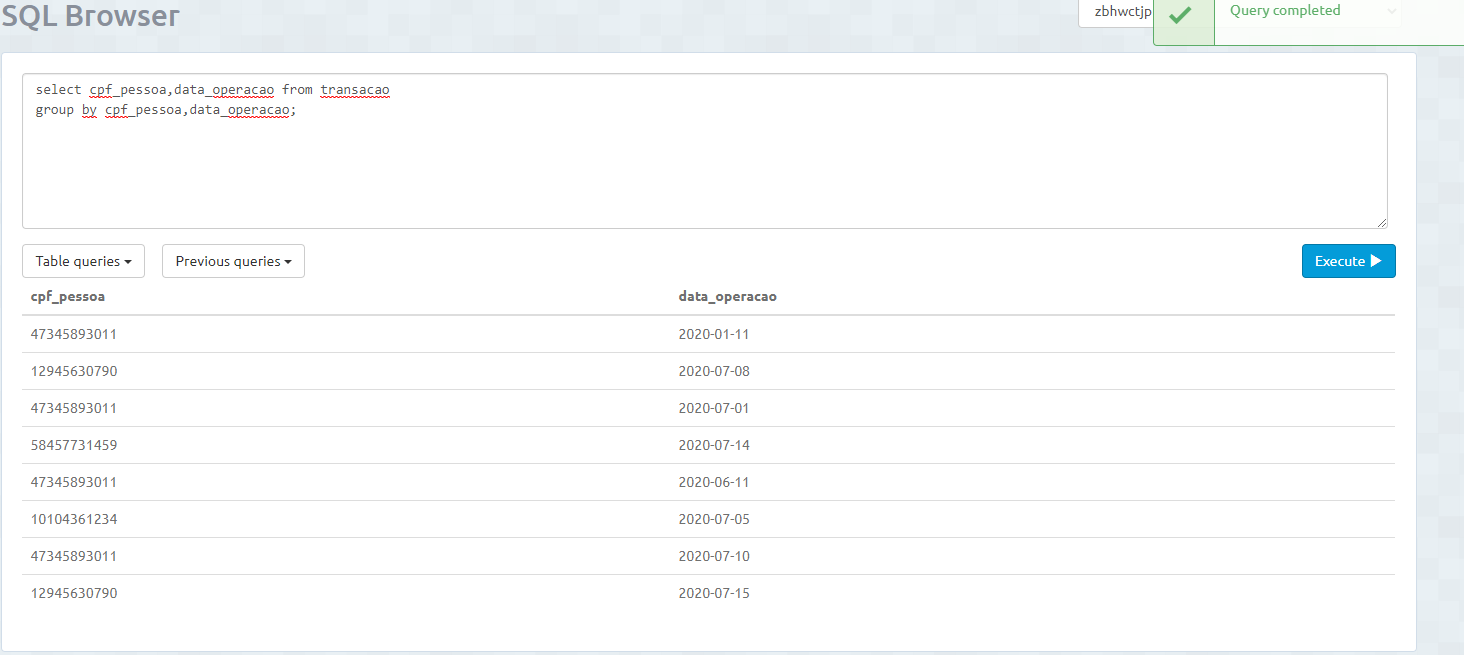 SQL Browser
zbhwctjp
Query completed
select cpf_pessoa,data_operacao from transacao
group by cpf_pessoa,data_operacao;
Table queries
Previous queries
Execute
cpf_pessoa data_operacao
47345893011 2020-01-11
12945630790 2020-07-08
47345893011 2020-07-01
58457731459 2020-07-14
47345893011 2020-06-11
10104361234 2020-07-05
47345893011 2020-07-10
12945630790 2020-07-15